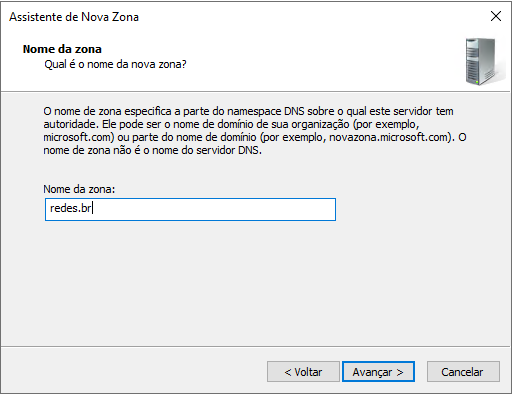 Assistente de Nova Zona
Nome da zona
Qual é o nome da nova zona?
O nome de zona especifica a parte do namespace DNS sobre o qual este servidor tem
autoridade. Ele pode ser o nome de domínio de sua organização (por exemplo,
microsoft.com) ou parte do nome de domínio (por exemplo, novazona.microsoft.com). O
nome de zona não é o nome do servidor DNS.
Nome da zona:
redes.br
< Voltar
Avançar >
Cancelar